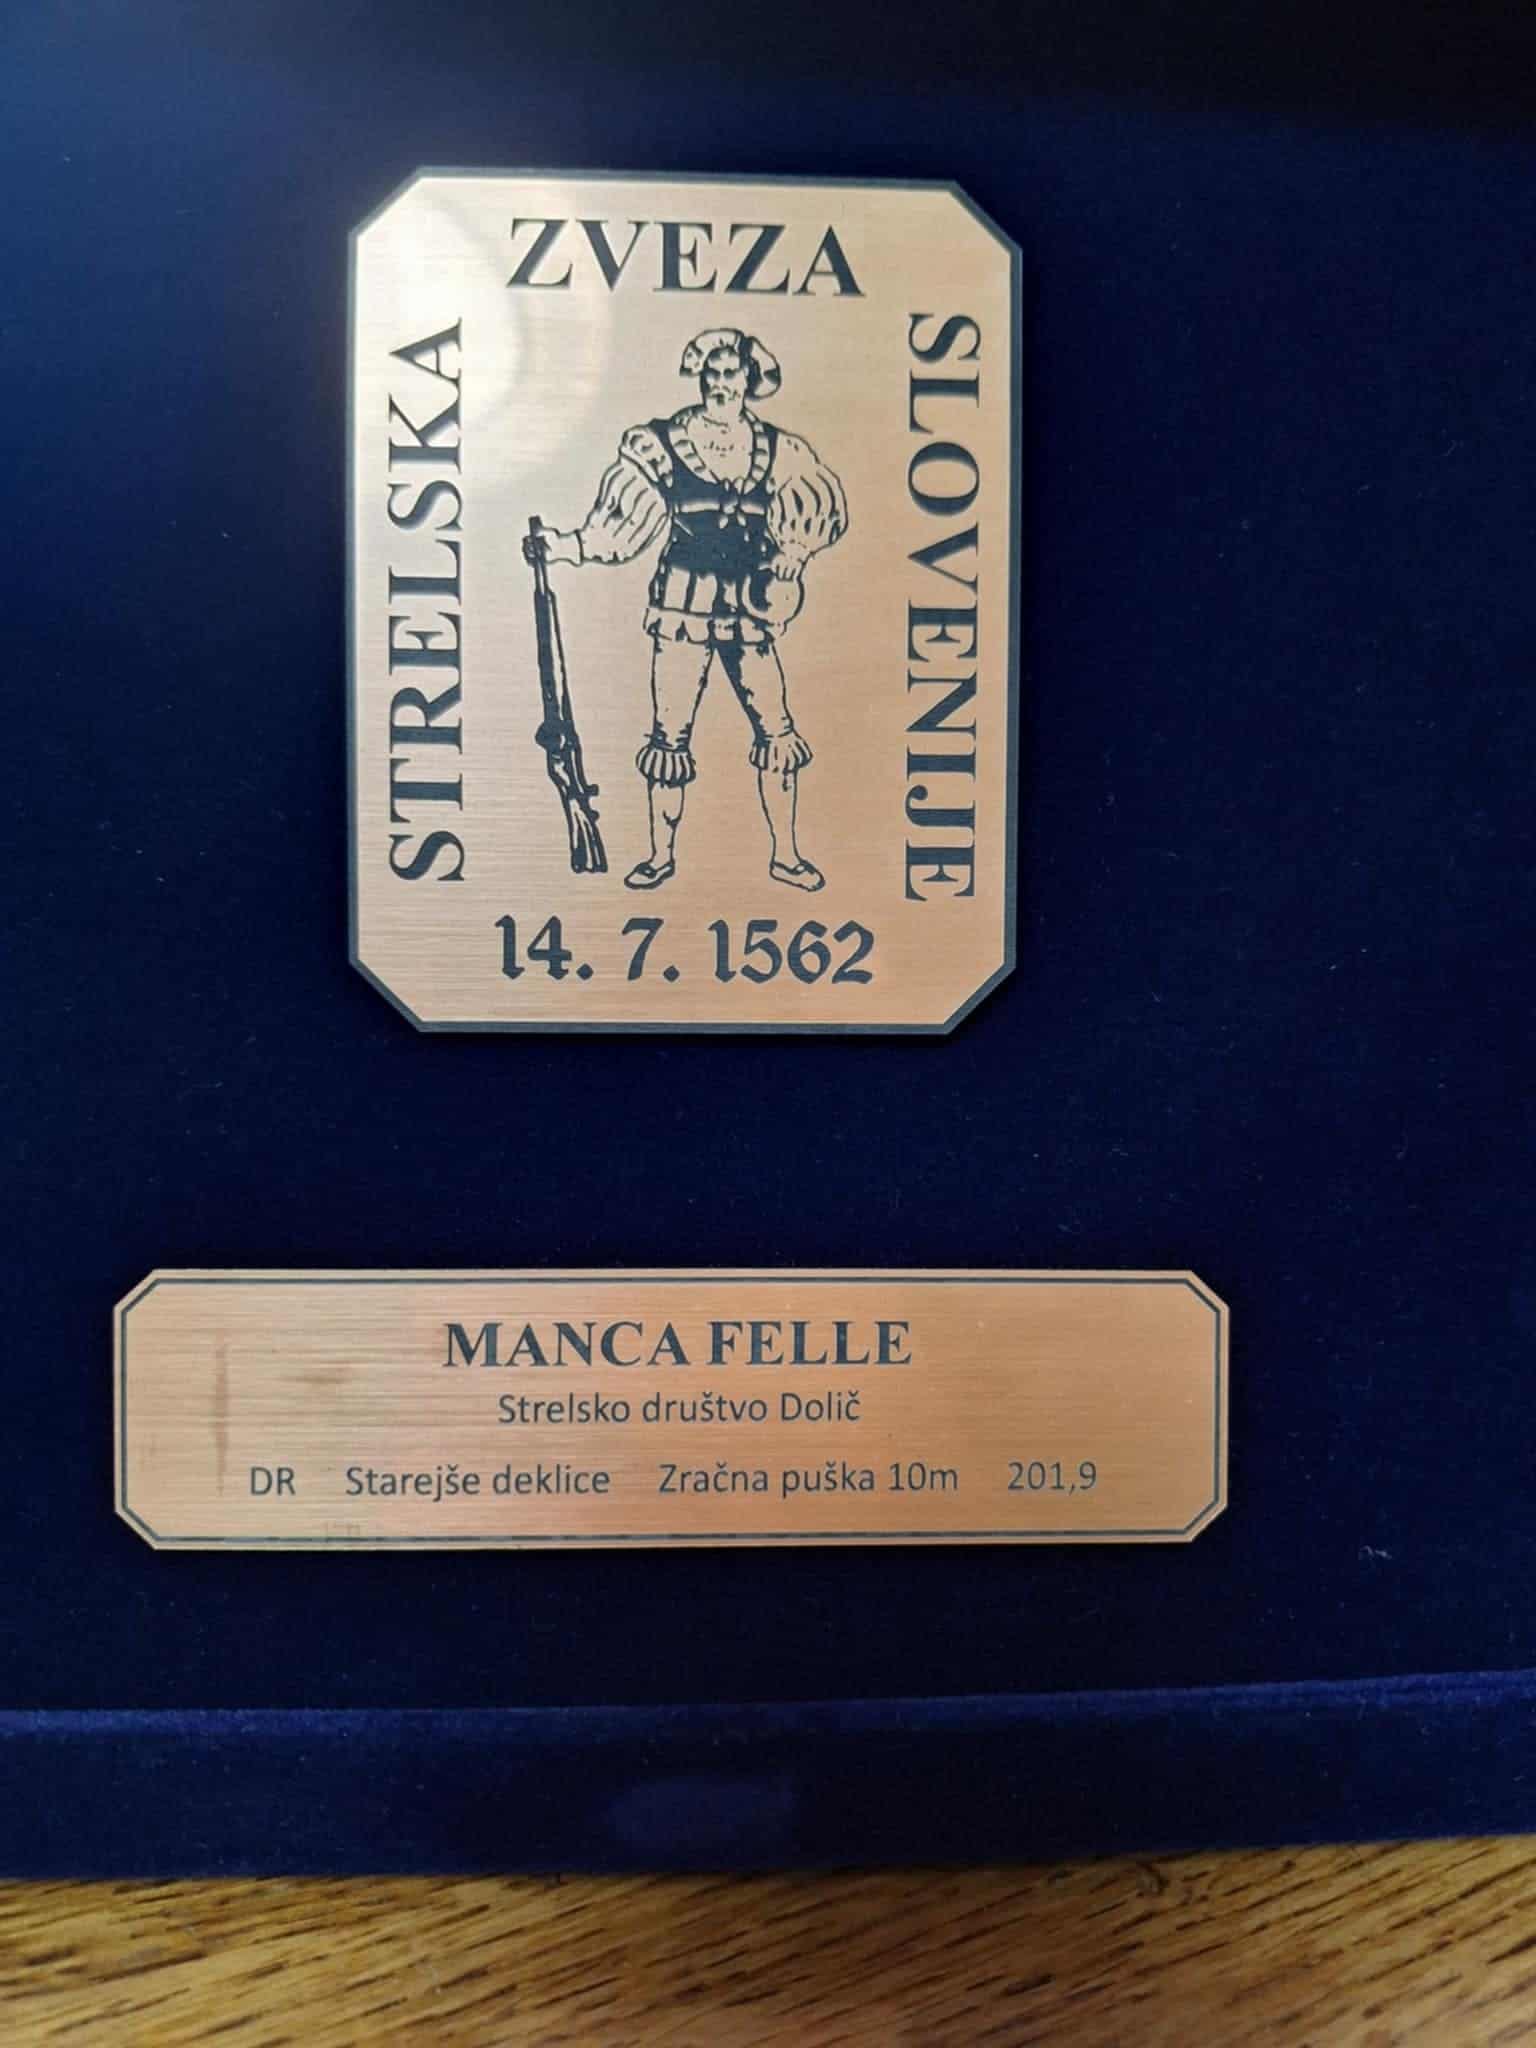 STRELSKA
ZVEZA
SLOVENIJE
14. 7. 1562
MANCA FELLE
Strelsko društvo Dolič
DR Starejše deklice Zračna puška 10m 201,9